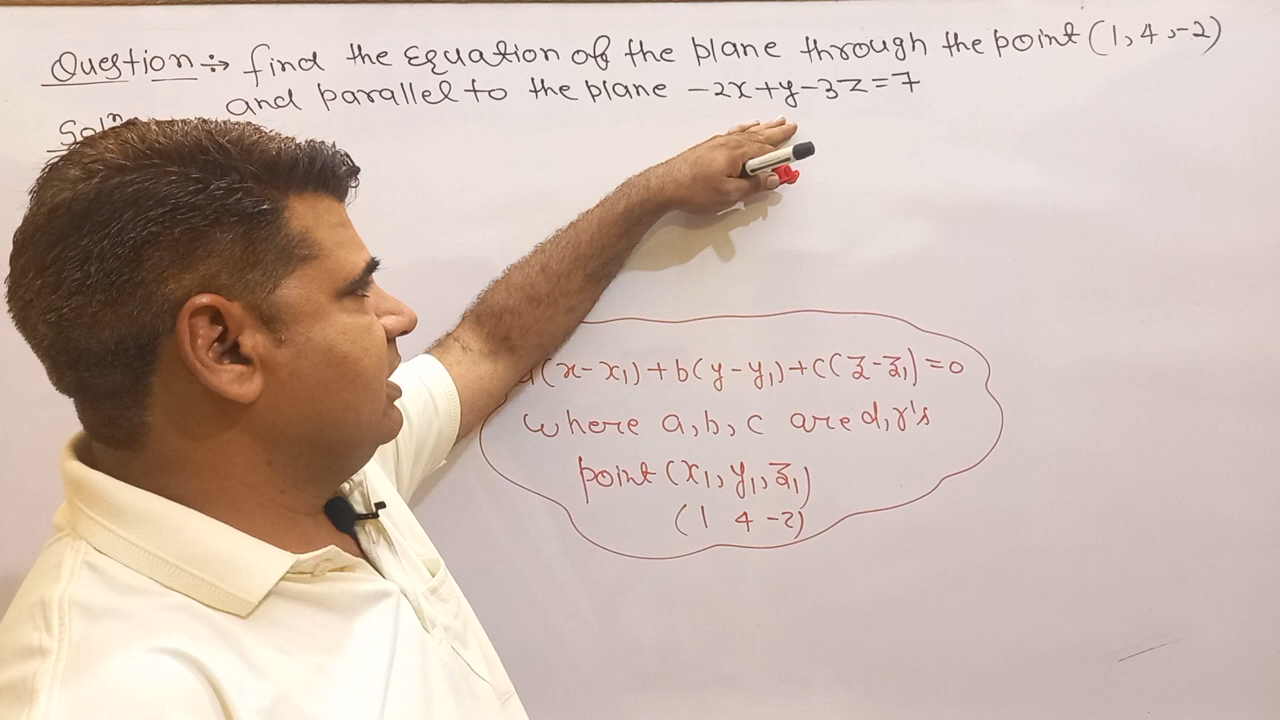 Question ÷→ find the Equation of the plane through the point (1, 4, -2)
and parallel to the plane -2x+y-3z=7
Solⁿ
(x-x₁)+b(y-y₁)+c(z-z₁)=0
where a, b, c are d, r's
point (x₁, y₁, z₁)
(1 4 -2)